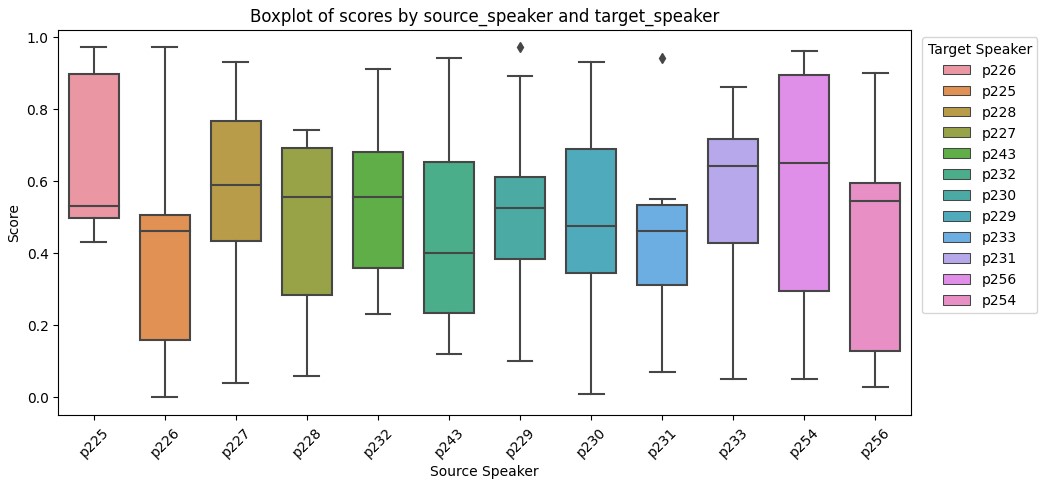 Boxplot of scores by source_speaker and target_speaker
Score
1.0
0.8
0.6
0.4
0.2
0.0
p225
p226
p227
p228
p232
p243
p229
p230
p231
p233
p254
p256
Source Speaker
Target Speaker
p226
p225
p228
p227
p243
p232
p230
p229
p233
p231
p256
p254